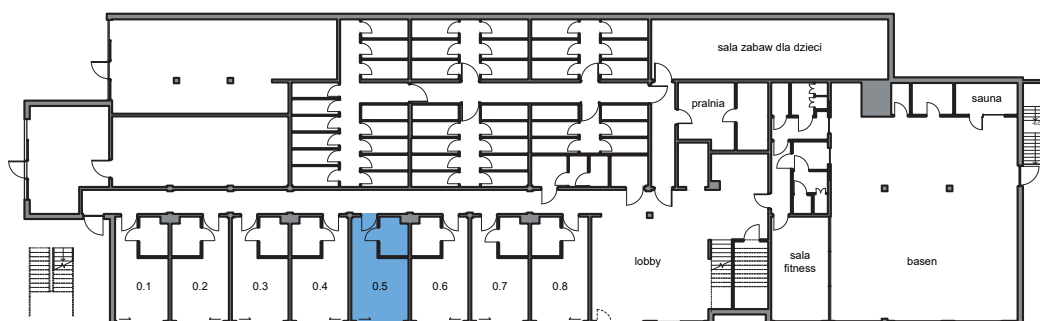 sala zabaw dla dzieci
pralnia
sauna
lobby
sala
fitness
basen
0.1
0.2
0.3
0.4
0.5
0.6
0.7
0.8